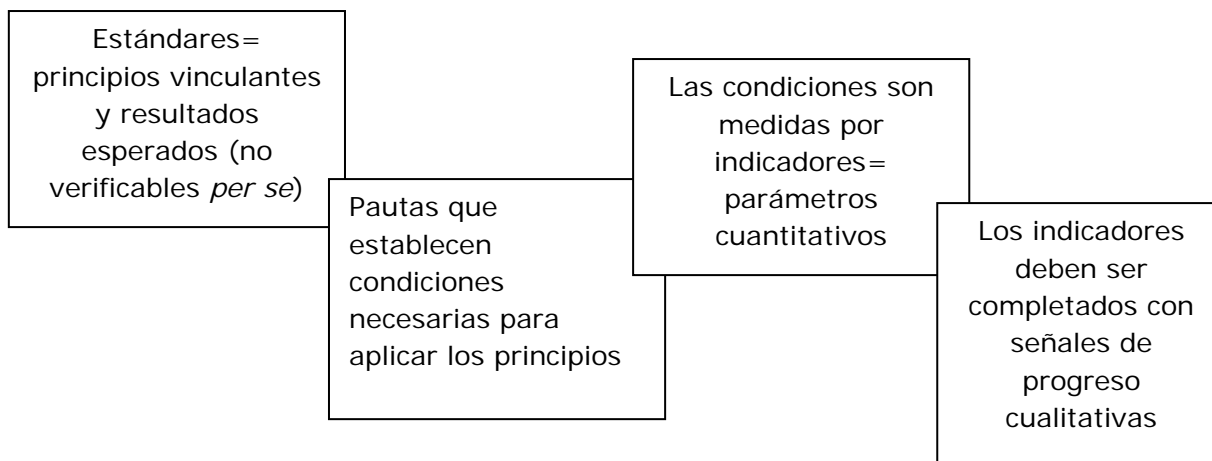 Estándares=
principios vinculantes
y resultados
esperados (no
verificables per se)
Pautas que
establecen
condiciones
necesarias para
aplicar los principios
Las condiciones son
medidas por
indicadores=
parámetros
cuantitativos
Los indicadores
deben ser
completados con
señales de
progreso
cualitativas